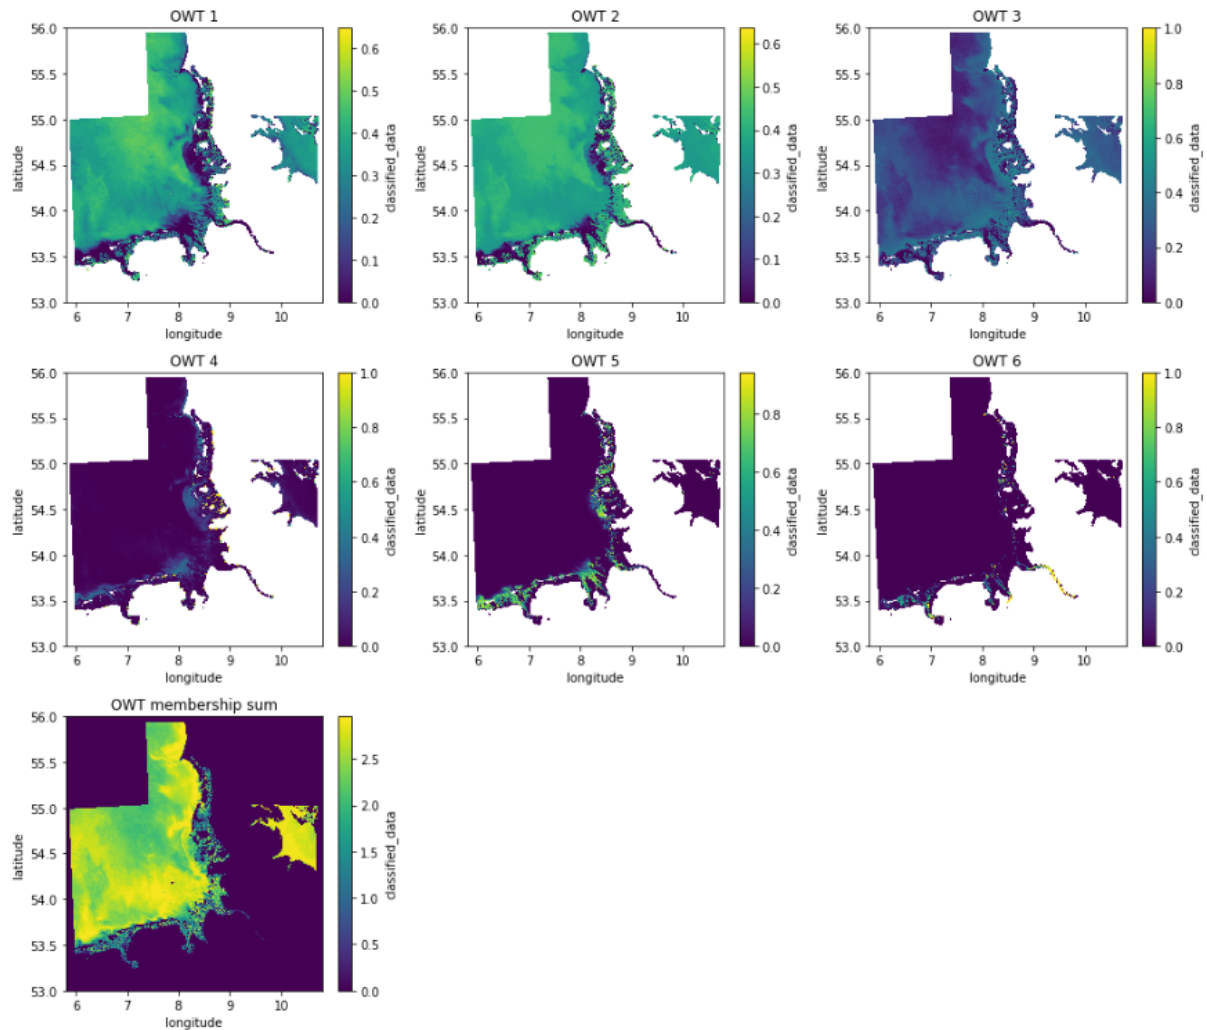 OWT 1
56.0
55.5
55.0
54.5
54.0
53.5
53.0
latitude
6 7 8 9 10
longitude
0.6
0.5
0.4
0.3
0.2
0.1
0.0
classified_data
OWT 2
56.0
55.5
55.0
54.5
54.0
53.5
53.0
latitude
6 7 8 9 10
longitude
0.6
0.5
0.4
0.3
0.2
0.1
0.0
classified_data
OWT 3
56.0
55.5
55.0
54.5
54.0
53.5
53.0
latitude
6 7 8 9 10
longitude
1.0
0.8
0.6
0.4
0.2
0.0
classified_data
OWT 4
56.0
55.5
55.0
54.5
54.0
53.5
53.0
latitude
6 7 8 9 10
longitude
1.0
0.8
0.6
0.4
0.2
0.0
classified_data
OWT 5
56.0
55.5
55.0
54.5
54.0
53.5
53.0
latitude
6 7 8 9 10
longitude
0.8
0.6
0.4
0.2
0.0
classified_data
OWT 6
56.0
55.5
55.0
54.5
54.0
53.5
53.0
latitude
6 7 8 9 10
longitude
1.0
0.8
0.6
0.4
0.2
0.0
classified_data
OWT membership sum
56.0
55.5
55.0
54.5
54.0
53.5
53.0
latitude
6 7 8 9 10
longitude
2.5
2.0
1.5
1.0
0.5
0.0
classified_data